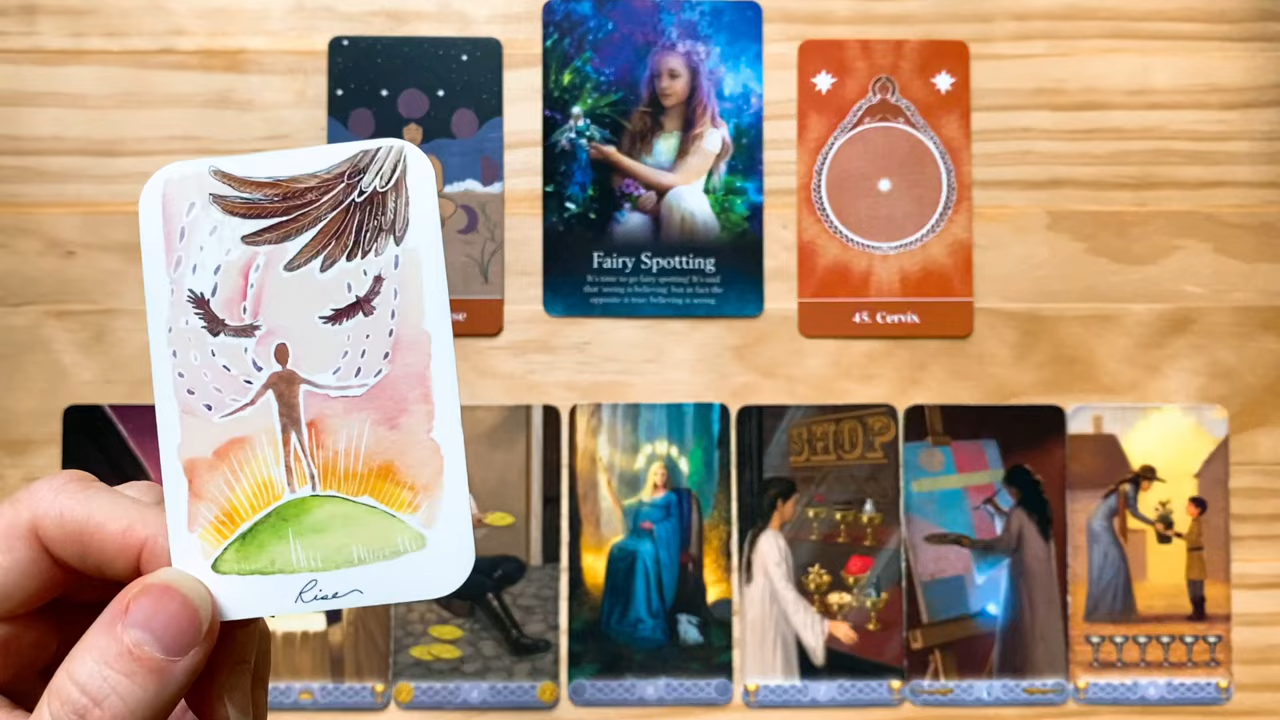 Fairy Spotting
It's time to go fairy spotting! It's said
that 'seeing is believing' but in fact the
opposite is true: believing is seeing.
45. Cervix
SHOP
Rise